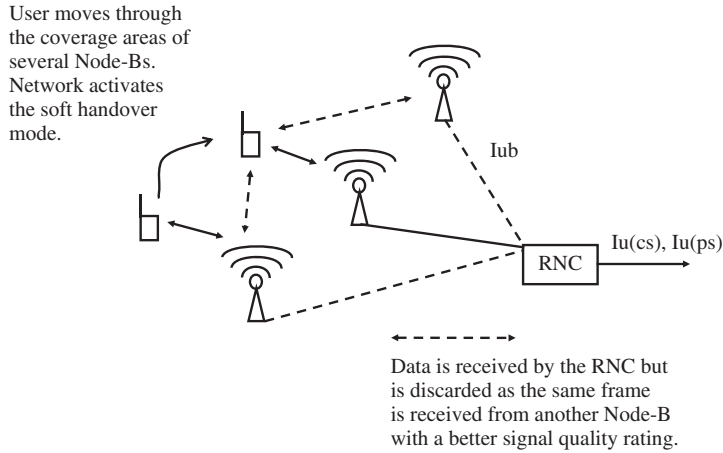 User moves through
the coverage areas of
several Node-Bs.
Network activates
the soft handover
mode.
Iub
RNC
Iu(cs), Iu(ps)
Data is received by the RNC but
is discarded as the same frame
is received from another Node-B
with a better signal quality rating.